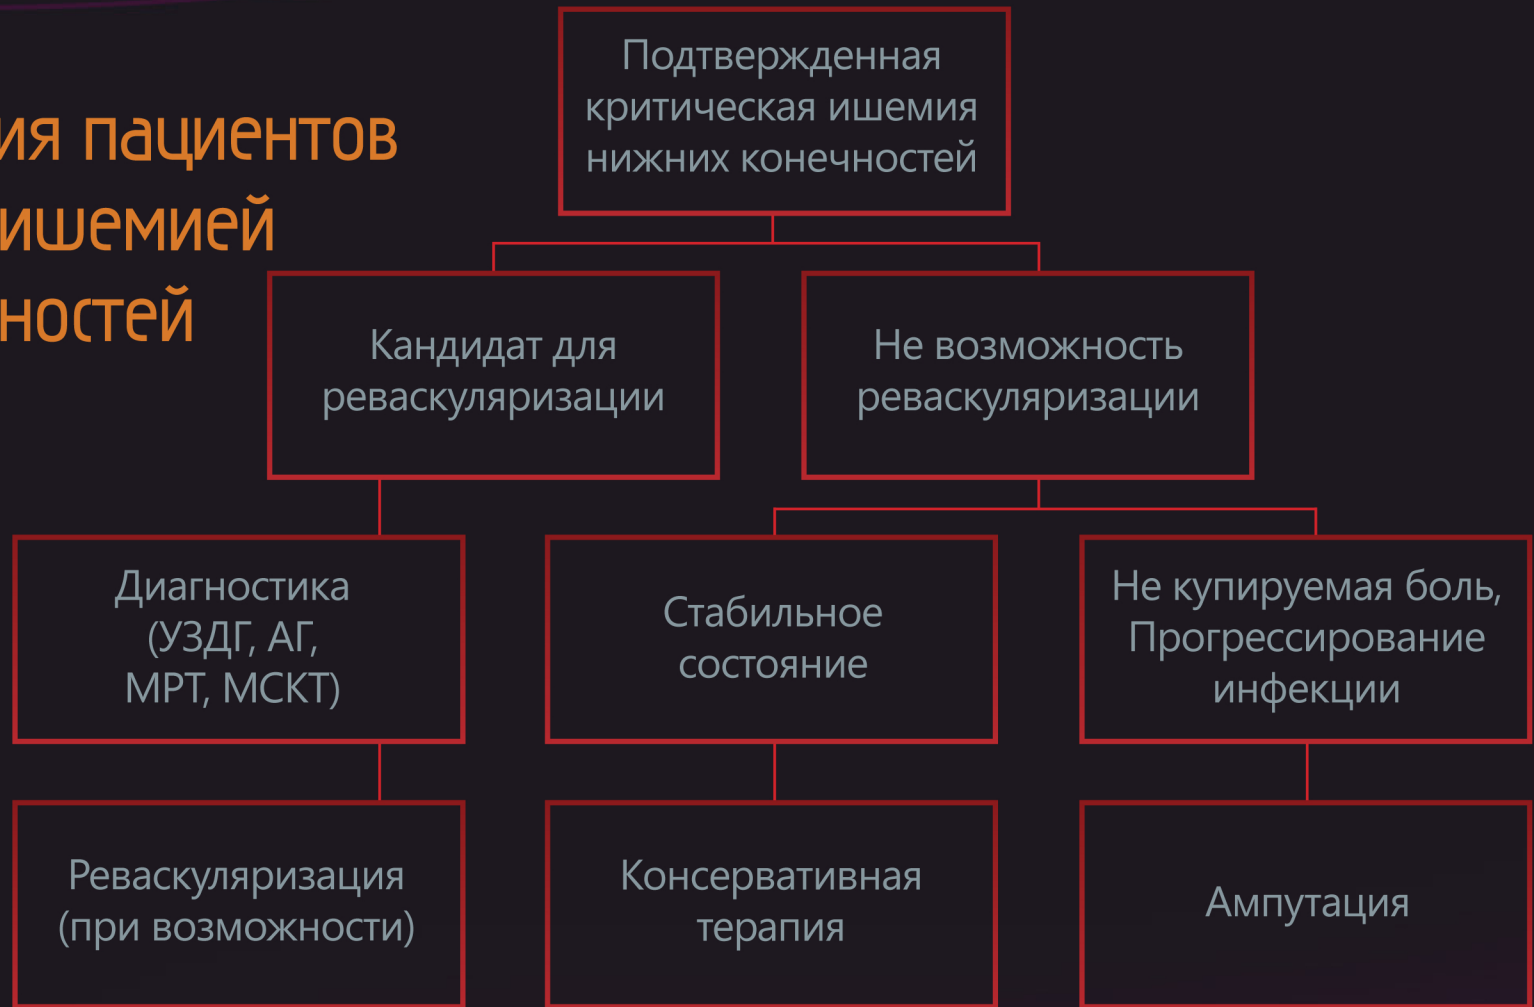 ия пациентов
ишемией
ностей
Подтвержденная
критическая ишемия
нижних конечностей
Кандидат для
реваскуляризации
Не возможность
реваскуляризации
Диагностика
(УЗДГ, АГ,
МРТ, МСКТ)
Стабильное
состояние
Не купируемая боль,
Прогрессирование
инфекции
Реваскуляризация
(при возможности)
Консервативная
терапия
Ампутация